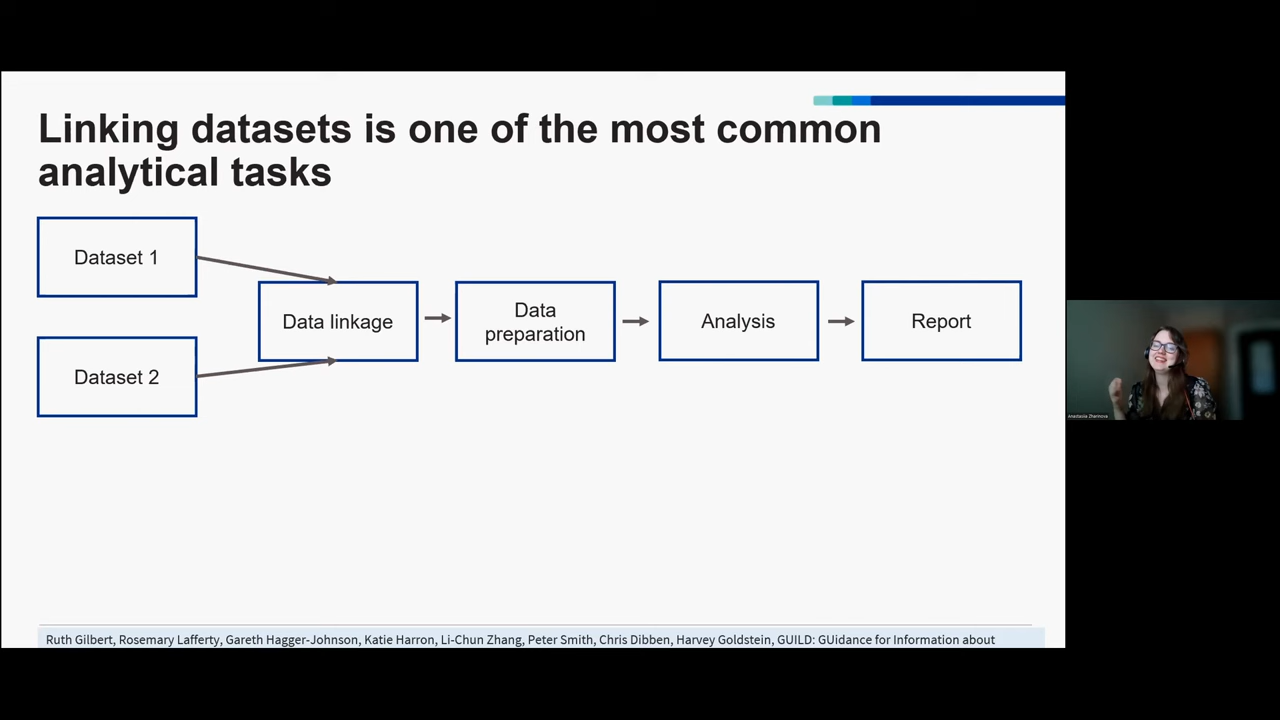 Linking datasets is one of the most common
analytical tasks
Dataset 1
Dataset 2
Data linkage
Data
preparation
Analysis
Report
Anastasiia Zharinova
Ruth Gilbert, Rosemary Lafferty, Gareth Hagger-Johnson, Katie Harron, Li-Chun Zhang, Peter Smith, Chris Dibben, Harvey Goldstein, GUILD: GUidance for Information about